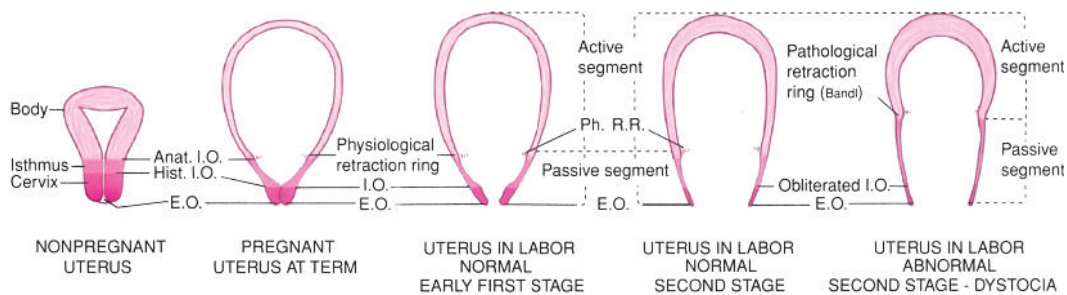 Body
Isthmus
Cervix
Anat. I.O.
Hist. I.O.
E.O.
Physiological
retraction ring
I.O.
E.O.
Active
segment
Ph. R.R.
Passive segment
E.O.
Pathological
retraction
ring (Bandl)
Obliterated I.O.
E.O.
Active
segment
Passive
segment
NONPREGNANT
UTERUS
PREGNANT
UTERUS AT TERM
UTERUS IN LABOR
NORMAL
EARLY FIRST STAGE
UTERUS IN LABOR
NORMAL
SECOND STAGE
UTERUS IN LABOR
ABNORMAL
SECOND STAGE - DYSTOCIA